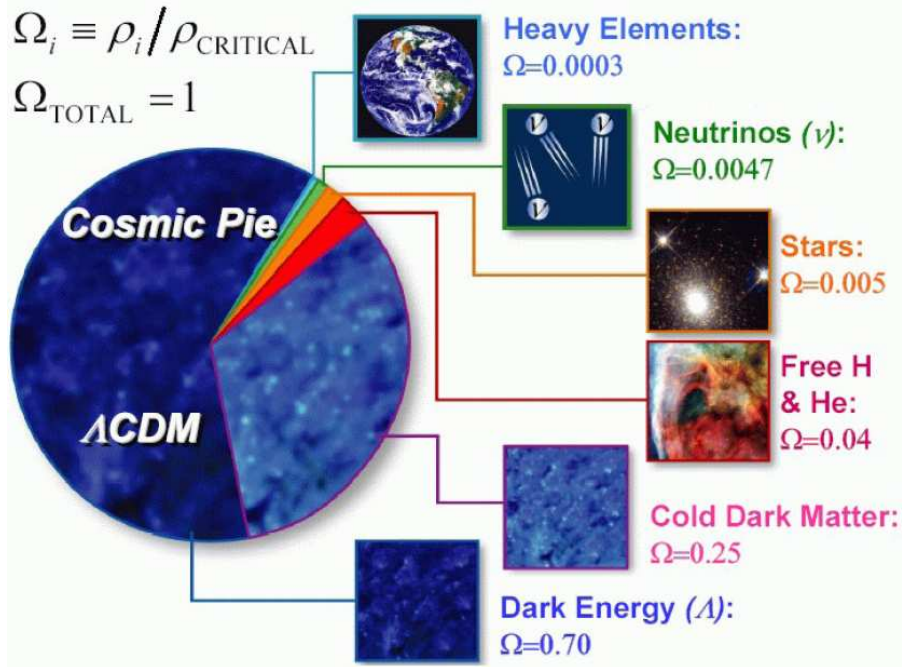 Ωᵢ ≡ ρᵢ/ρCRITICAL
ΩTOTAL = 1
Heavy Elements:
Ω=0.0003
Neutrinos (ν):
Ω=0.0047
Stars:
Ω=0.005
Free H
& He:
Ω=0.04
Cold Dark Matter:
Ω=0.25
Dark Energy (Λ):
Ω=0.70
Cosmic Pie
ΛCDM
ν
ν
ν